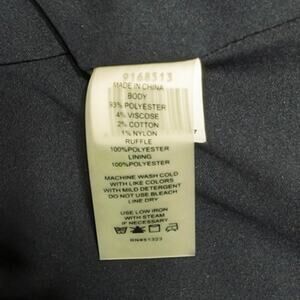 9168513
MADE IN CHINA
BODY
93% POLYESTER
4% VISCOSE
2% COTTON
1% NYLON
RUFFLE
100%POLYESTER
LINING
100%POLYESTER
MACHINE WASH COLD
WITH LIKE COLORS
WITH MILD DETERGENT
DO NOT USE BLEACH
LINE DRY
USE LOW IRON
WITH STEAM
IF NECESSARY
RN#51323